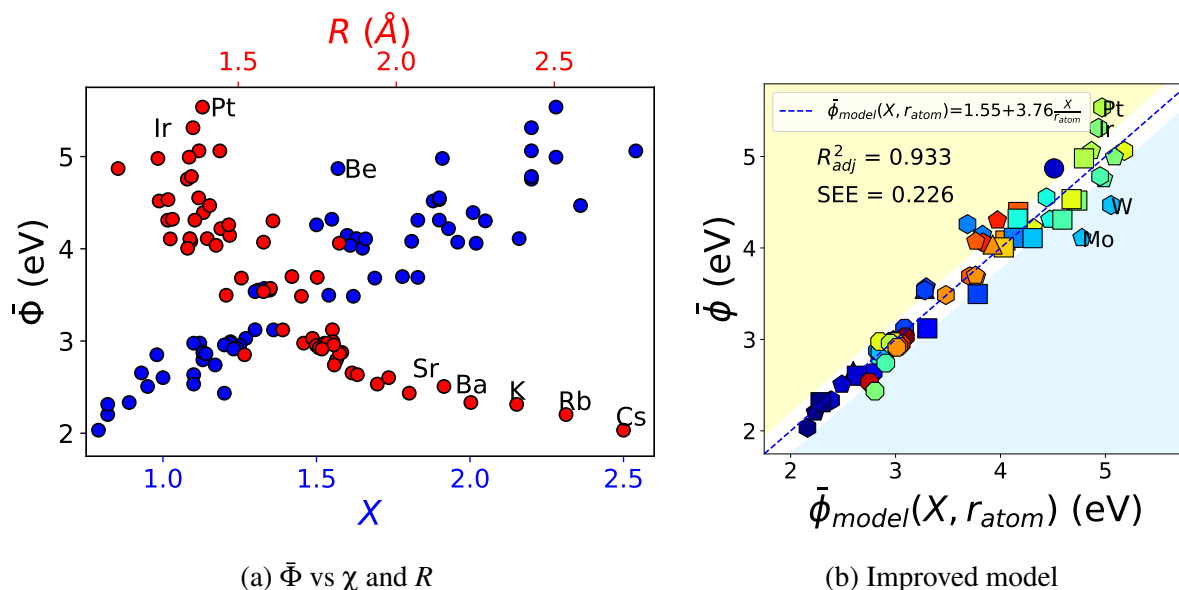 R (Å)
1.5 2.0 2.5
Φ̄ (eV)
5
4
3
2
Pt
Ir
Be
Sr
Ba
K
Rb
Cs
1.0 1.5 2.0 2.5
X
(a) Φ̄ vs χ and R
ϕ̄ (eV)
5
4
3
2
ϕ̄model(X, ratom)=1.55+3.76 X/ratom
R²adj = 0.933
SEE = 0.226
Pt
Ir
W
Mo
2 3 4 5
ϕ̄model(X, ratom) (eV)
(b) Improved model